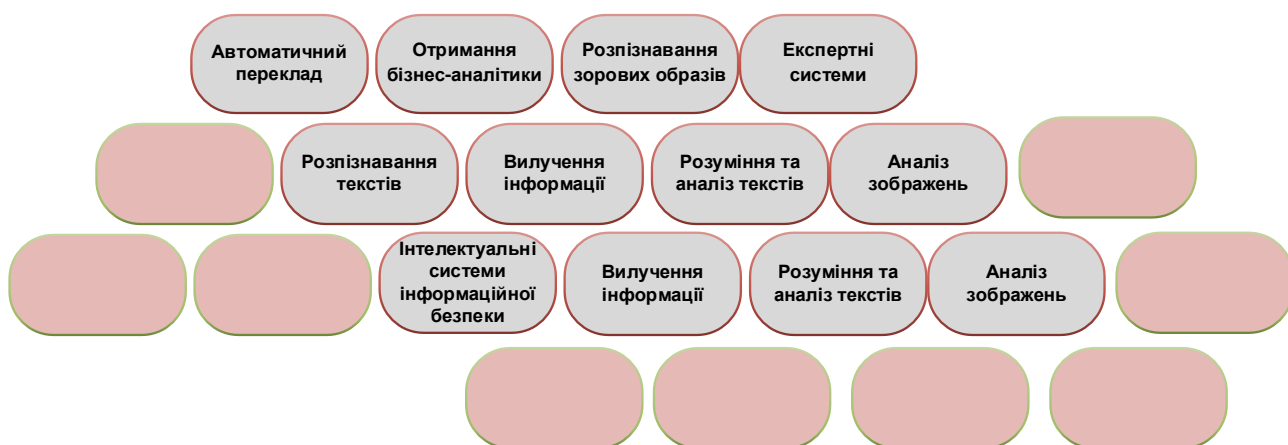 Автоматичний
переклад
Отримання
бізнес-аналітики
Розпізнавання
зорових образів
Експертні
системи
Розпізнавання
текстів
Вилучення
інформації
Розуміння та
аналіз текстів
Аналіз
зображень
Інтелектуальні
системи
інформаційної
безпеки
Вилучення
інформації
Розуміння та
аналіз текстів
Аналіз
зображень